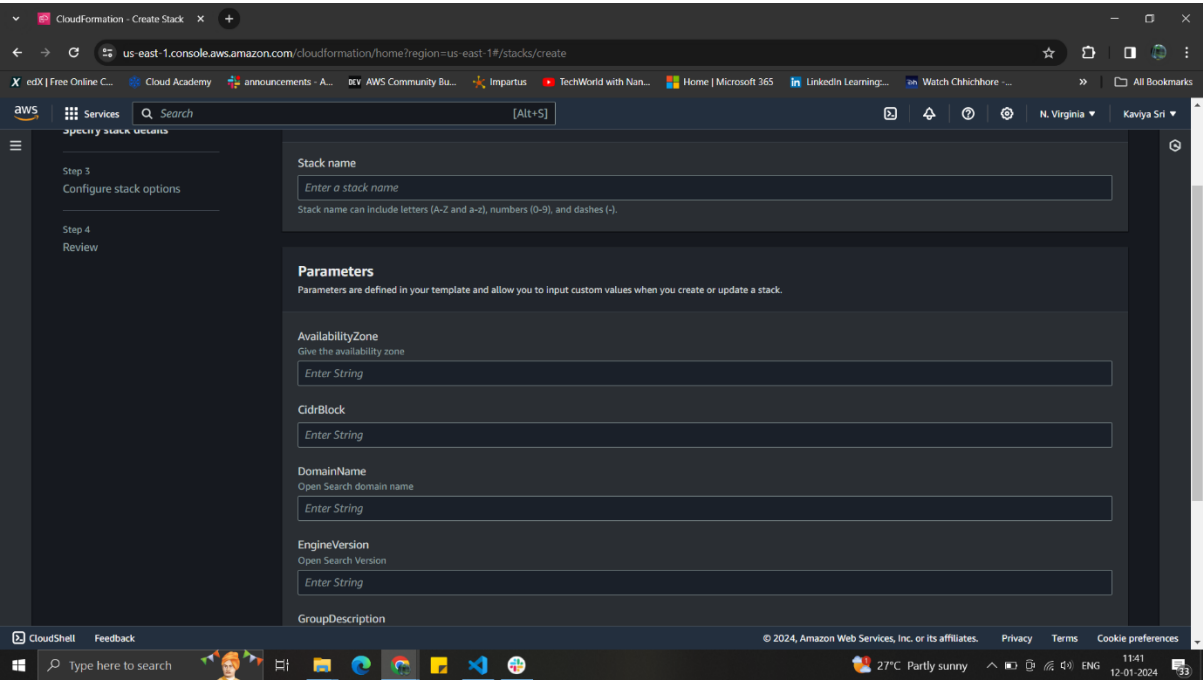 CloudFormation - Create Stack
us-east-1.console.aws.amazon.com/cloudformation/home?region=us-east-1#/stacks/create
edX | Free Online C... Cloud Academy announcements - A... DEV AWS Community Bu... Impartus TechWorld with Nan... Home | Microsoft 365 LinkedIn Learning:... Watch Chhichhore -... » All Bookmarks
aws Services Search [Alt+S] N. Virginia ▼ Kaviya Sri ▼
Specify stack details
Step 3
Configure stack options
Step 4
Review
Stack name
Enter a stack name
Stack name can include letters (A-Z and a-z), numbers (0-9), and dashes (-).
Parameters
Parameters are defined in your template and allow you to input custom values when you create or update a stack.
AvailabilityZone
Give the availability zone
Enter String
CidrBlock
Enter String
DomainName
Open Search domain name
Enter String
EngineVersion
Open Search Version
Enter String
GroupDescription
CloudShell Feedback © 2024, Amazon Web Services, Inc. or its affiliates. Privacy Terms Cookie preferences
Type here to search 27°C Partly sunny ENG 11:41
12-01-2024 33